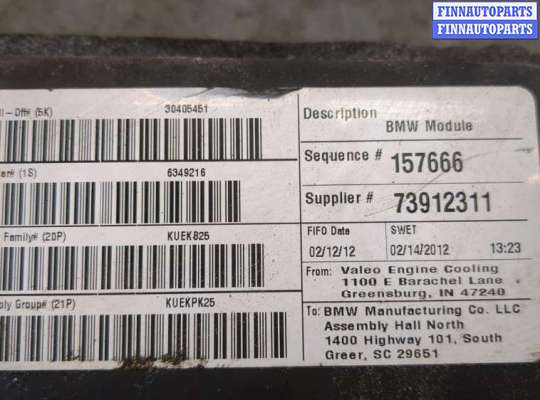 FINNAUTOPARTS
FINNAUTOPARTS
ll-Off# (5K) 30405451
er# (1S) 6349216
Family# (2DP) KUEK825
bly Group# (21P) KUEKPK25
Description
BMW Module
Sequence # 157666
Supplier # 73912311
FIFO Date SWET
02/12/12 02/14/2012 13:23
From: Valeo Engine Cooling
1100 E Barachel Lane
Greensburg, IN 47240
To: BMW Manufacturing Co. LLC
Assembly Hall North
1400 Highway 101, South
Greer, SC 29651